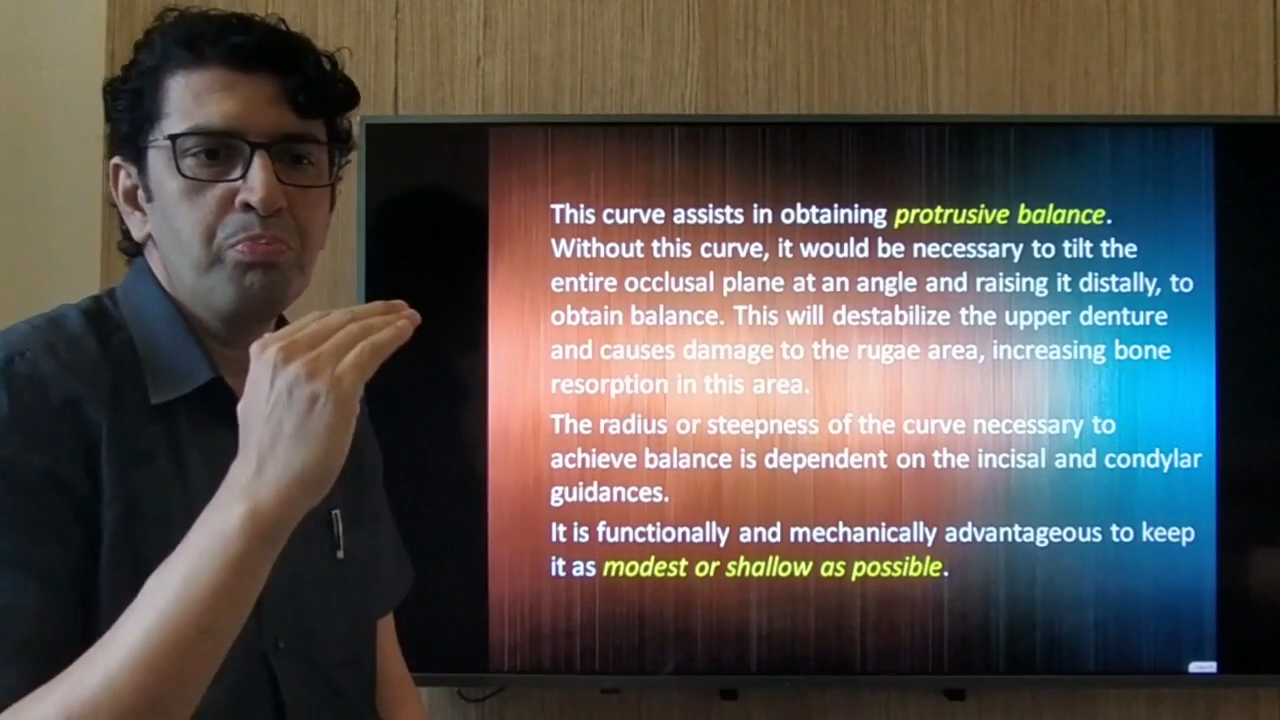 This curve assists in obtaining protrusive balance.
Without this curve, it would be necessary to tilt the
entire occlusal plane at an angle and raising it distally, to
obtain balance. This will destabilize the upper denture
and causes damage to the rugae area, increasing bone
resorption in this area.
The radius or steepness of the curve necessary to
achieve balance is dependent on the incisal and condylar
guidances.
It is functionally and mechanically advantageous to keep
it as modest or shallow as possible.